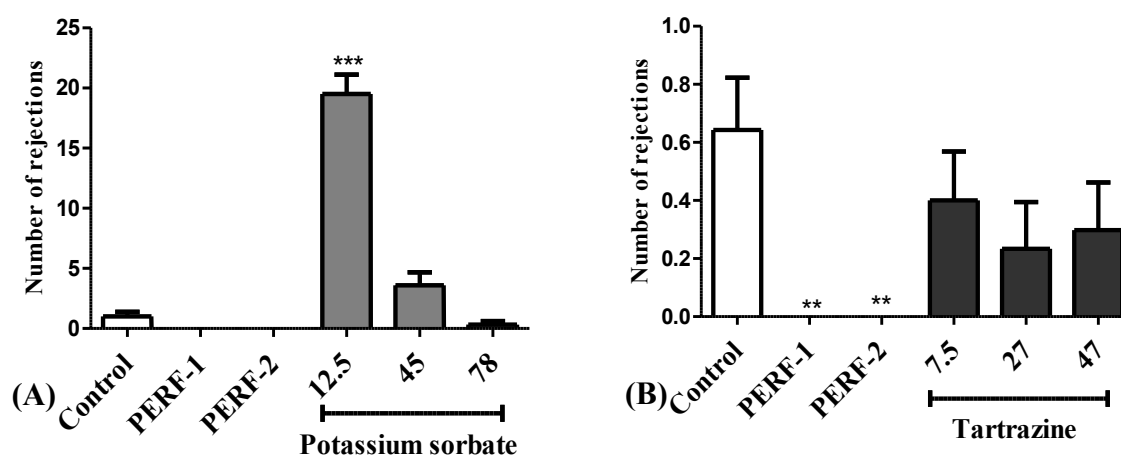 Number of rejections
25
20
15
10
5
0
***
Control
PERF-1
PERF-2
12.5
45
78
Potassium sorbate
(A)
Number of rejections
1.0
0.8
0.6
0.4
0.2
0.0
**
**
Control
PERF-1
PERF-2
7.5
27
47
Tartrazine
(B)